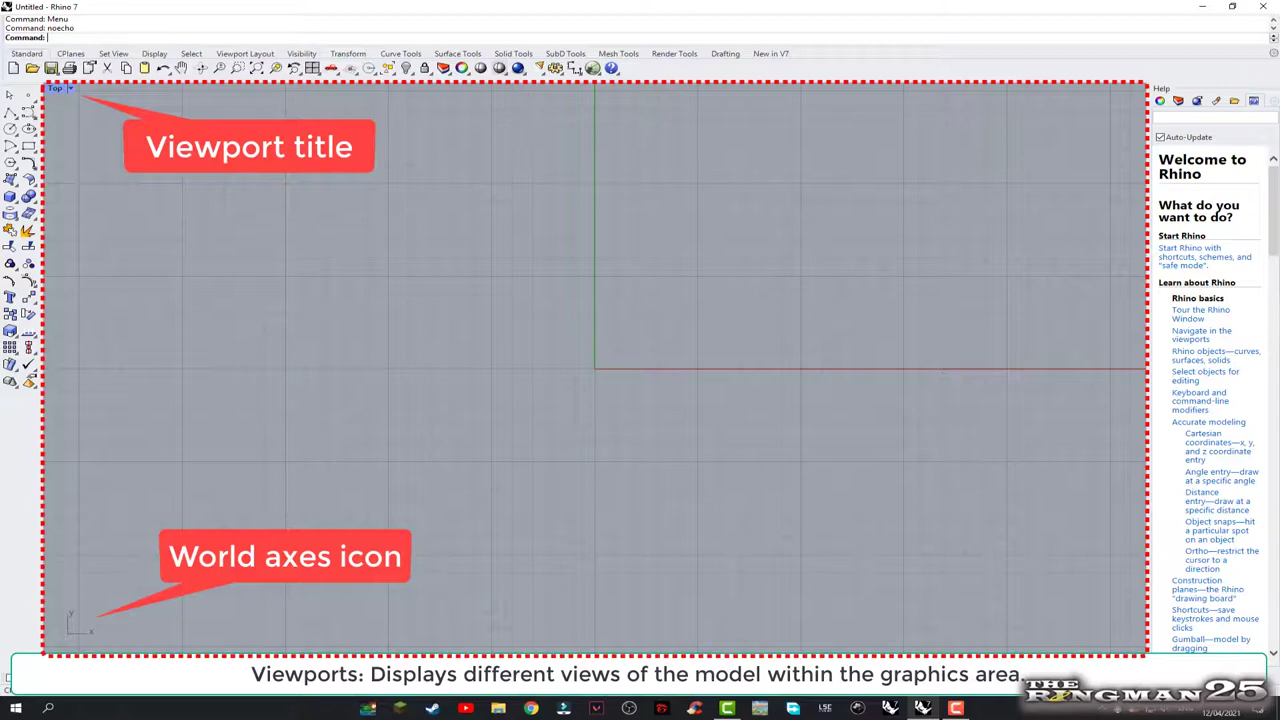 Untitled - Rhino 7
Command: Menu
Command: noecho
Command:
Standard CPlanes Set View Display Select Viewport Layout Visibility Transform Curve Tools Surface Tools Solid Tools SubD Tools Mesh Tools Render Tools Drafting New in V7
Top
Viewport title
World axes icon
y
x
Help
Auto-Update
Welcome to
Rhino
What do you
want to do?
Start Rhino
Start Rhino with
shortcuts, schemes, and
"safe mode".
Learn about Rhino
Rhino basics
Tour the Rhino
Window
Navigate in the
viewports
Rhino objects—curves,
surfaces, solids
Select objects for
editing
Keyboard and
command-line
modifiers
Accurate modeling
Cartesian
coordinates—x, y,
and z coordinate
entry
Angle entry—draw
at a specific angle
Distance
entry—draw at a
specific distance
Object snaps—hit
a particular spot
on an object
Ortho—restrict the
cursor to a
direction
Construction
planes—the Rhino
"drawing board"
Shortcuts—save
keystrokes and mouse
clicks
Gumball—model by
dragging
Viewports: Displays different views of the model within the graphics area.
THE RINGMAN 25
12/04/2021